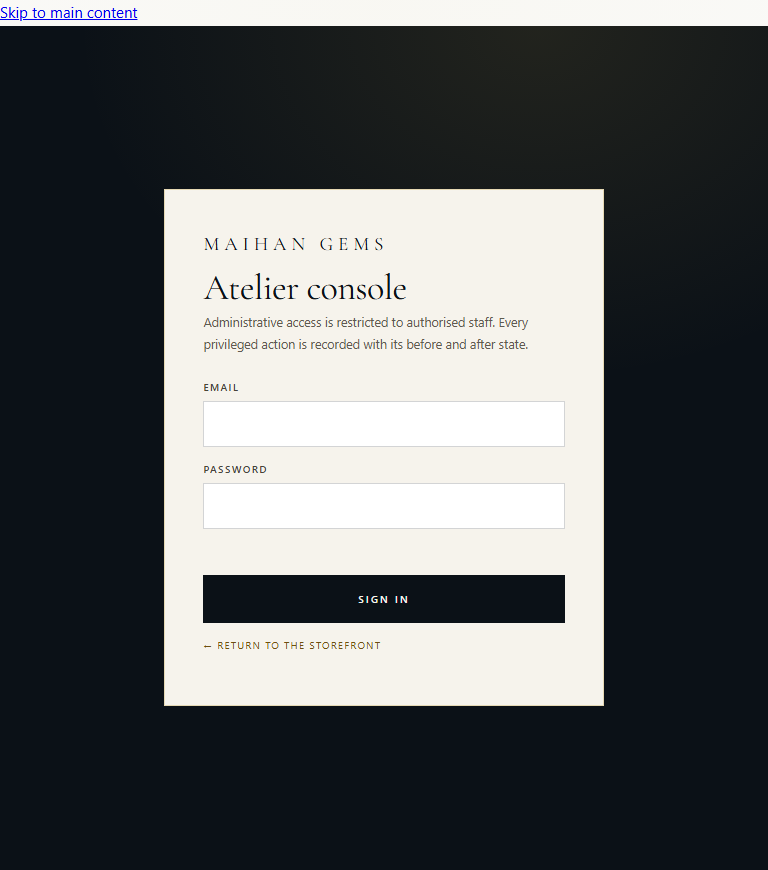 Skip to main content
MAIHAN GEMS
Atelier console
Administrative access is restricted to authorised staff. Every
privileged action is recorded with its before and after state.
EMAIL
PASSWORD
SIGN IN
← RETURN TO THE STOREFRONT